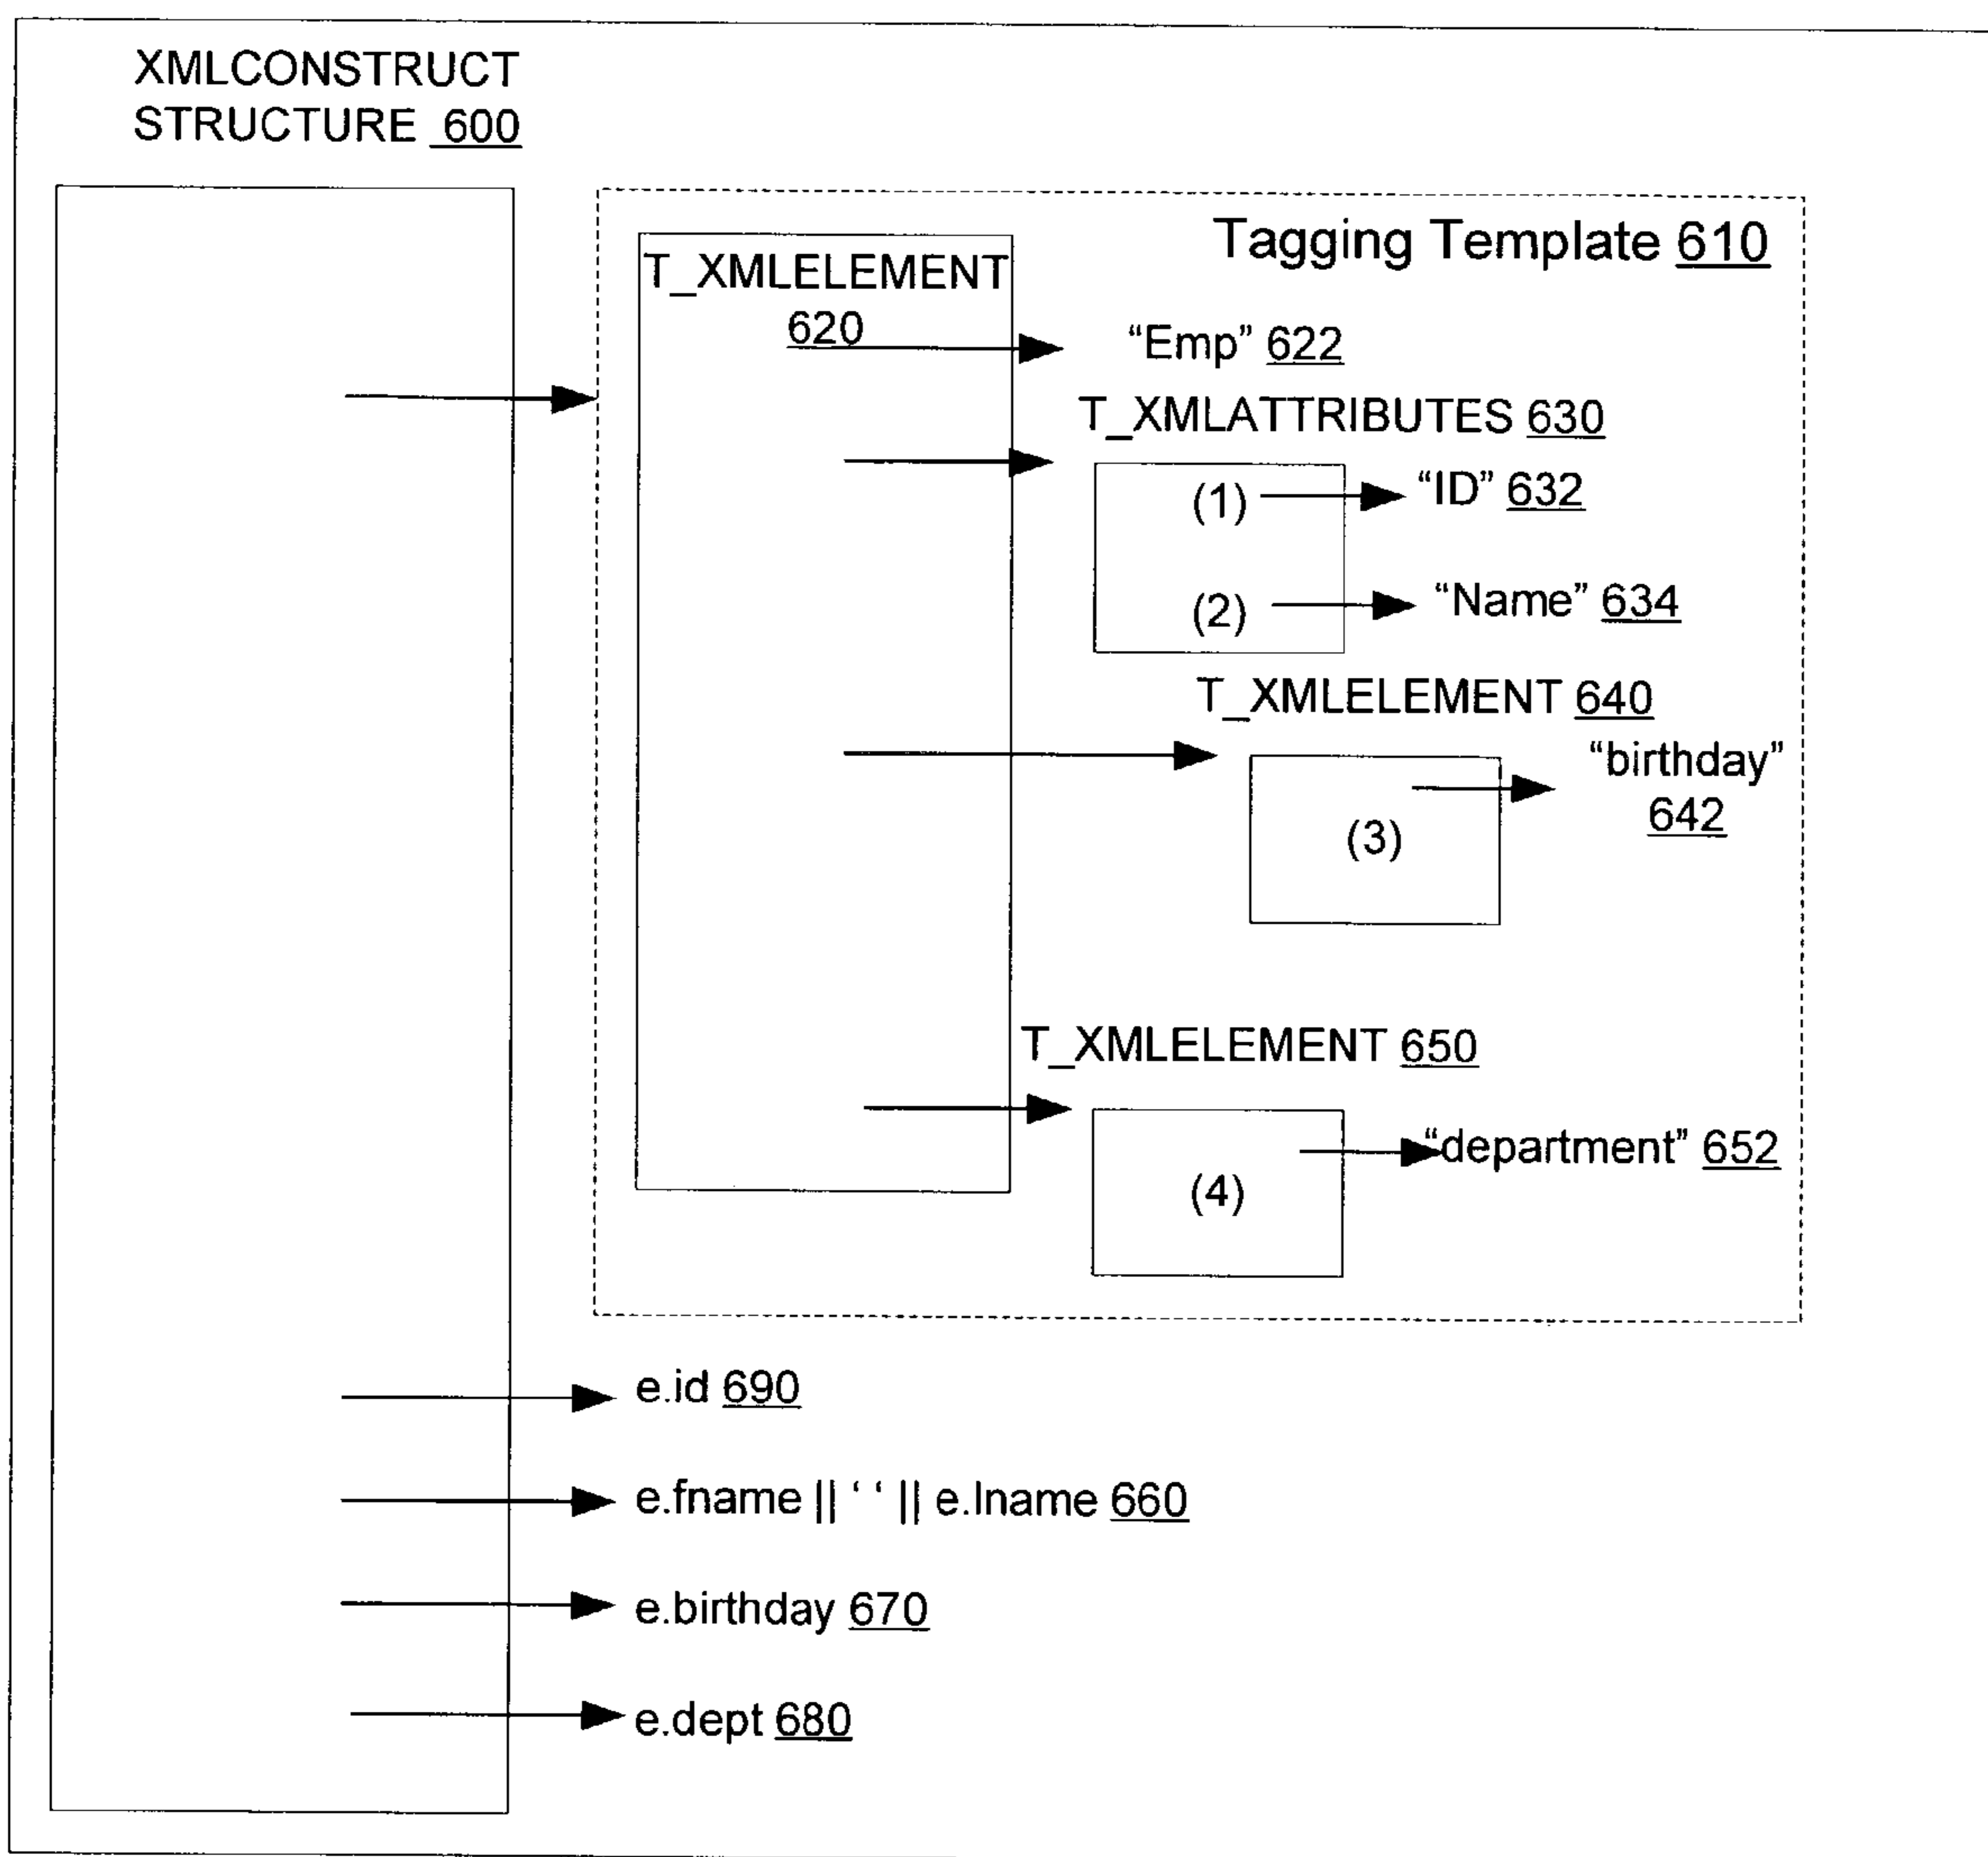 XMLCONSTRUCT
STRUCTURE 600
Tagging Template 610
T_XMLELEMENT
620
“Emp” 622
T_XMLATTRIBUTES 630
(1)
“ID” 632
(2)
“Name” 634
T_XMLELEMENT 640
“birthday”
642
(3)
T_XMLELEMENT 650
“department” 652
(4)
e.id 690
e.fname || ‘ ‘ || e.lname 660
e.birthday 670
e.dept 680